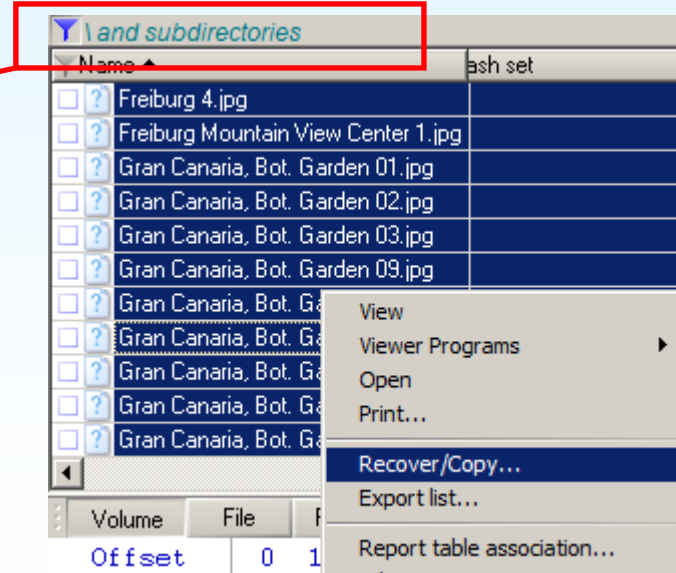 \ and subdirectories
Name ash set
Freiburg 4.jpg
Freiburg Mountain View Center 1.jpg
Gran Canaria, Bot. Garden 01.jpg
Gran Canaria, Bot. Garden 02.jpg
Gran Canaria, Bot. Garden 03.jpg
Gran Canaria, Bot. Garden 09.jpg
Gran Canaria, Bot. Ga
Gran Canaria, Bot. Ga
Gran Canaria, Bot. Ga
Gran Canaria, Bot. Ga
Gran Canaria, Bot. Ga
View
Viewer Programs
Open
Print...
Recover/Copy...
Export list...
Report table association...
Volume File
Offset 0 1